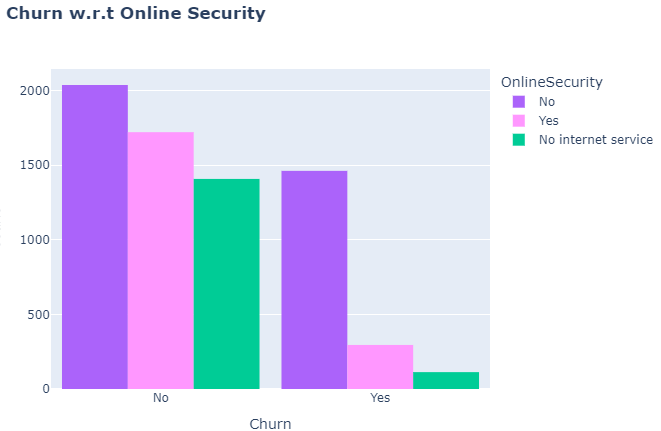 Churn w.r.t Online Security
OnlineSecurity
No
Yes
No internet service
2000
1500
1000
500
0
No
Yes
Churn